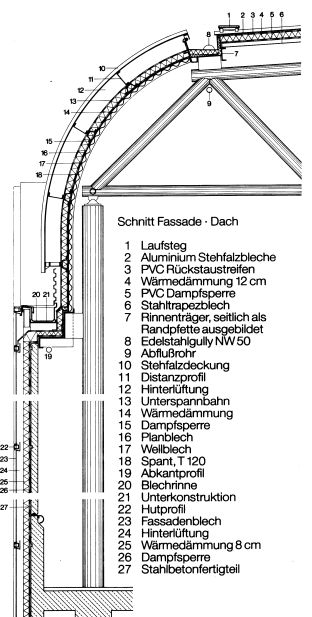 1 2 3 4 5 6
8
7
9
10
11
12
13
14
15
16
17
18
20 21
19
22
23
24
25
26
27
Schnitt Fassade · Dach
1 Laufsteg
2 Aluminium Stehfalzbleche
3 PVC Rückstaustreifen
4 Wärmedämmung 12 cm
5 PVC Dampfsperre
6 Stahltrapezblech
7 Rinnenträger, seitlich als
Randpfette ausgebildet
8 Edelstahlgully NW 50
9 Abflußrohr
10 Stehfalzdeckung
11 Distanzprofil
12 Hinterlüftung
13 Unterspannbahn
14 Wärmedämmung
15 Dampfsperre
16 Planblech
17 Wellblech
18 Spant, T 120
19 Abkantprofil
20 Blechrinne
21 Unterkonstruktion
22 Hutprofil
23 Fassadenblech
24 Hinterlüftung
25 Wärmedämmung 8 cm
26 Dampfsperre
27 Stahlbetonfertigteil